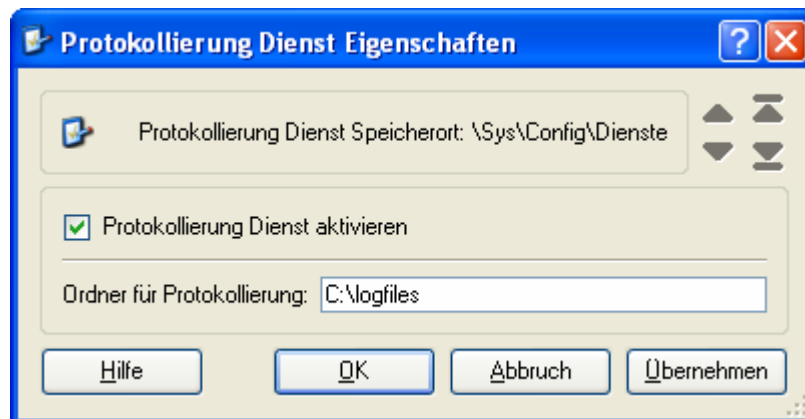 Protokollierung Dienst Eigenschaften
Protokollierung Dienst Speicherort: \Sys\Config\Dienste
Protokollierung Dienst aktivieren
Ordner für Protokollierung: C:\logfiles
Hilfe OK Abbruch Übernehmen